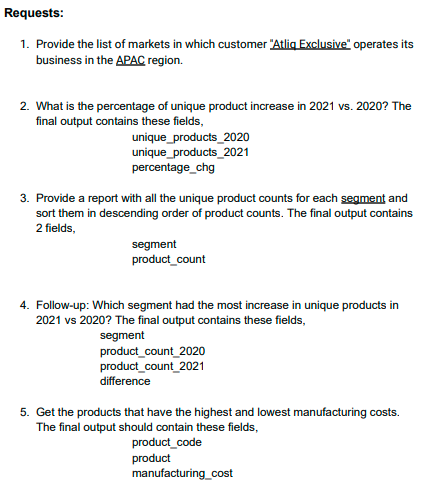 Requests:
1. Provide the list of markets in which customer "Atliq Exclusive" operates its
business in the APAC region.
2. What is the percentage of unique product increase in 2021 vs. 2020? The
final output contains these fields,
unique_products_2020
unique_products_2021
percentage_chg
3. Provide a report with all the unique product counts for each segment and
sort them in descending order of product counts. The final output contains
2 fields,
segment
product_count
4. Follow-up: Which segment had the most increase in unique products in
2021 vs 2020? The final output contains these fields,
segment
product_count_2020
product_count_2021
difference
5. Get the products that have the highest and lowest manufacturing costs.
The final output should contain these fields,
product_code
product
manufacturing_cost